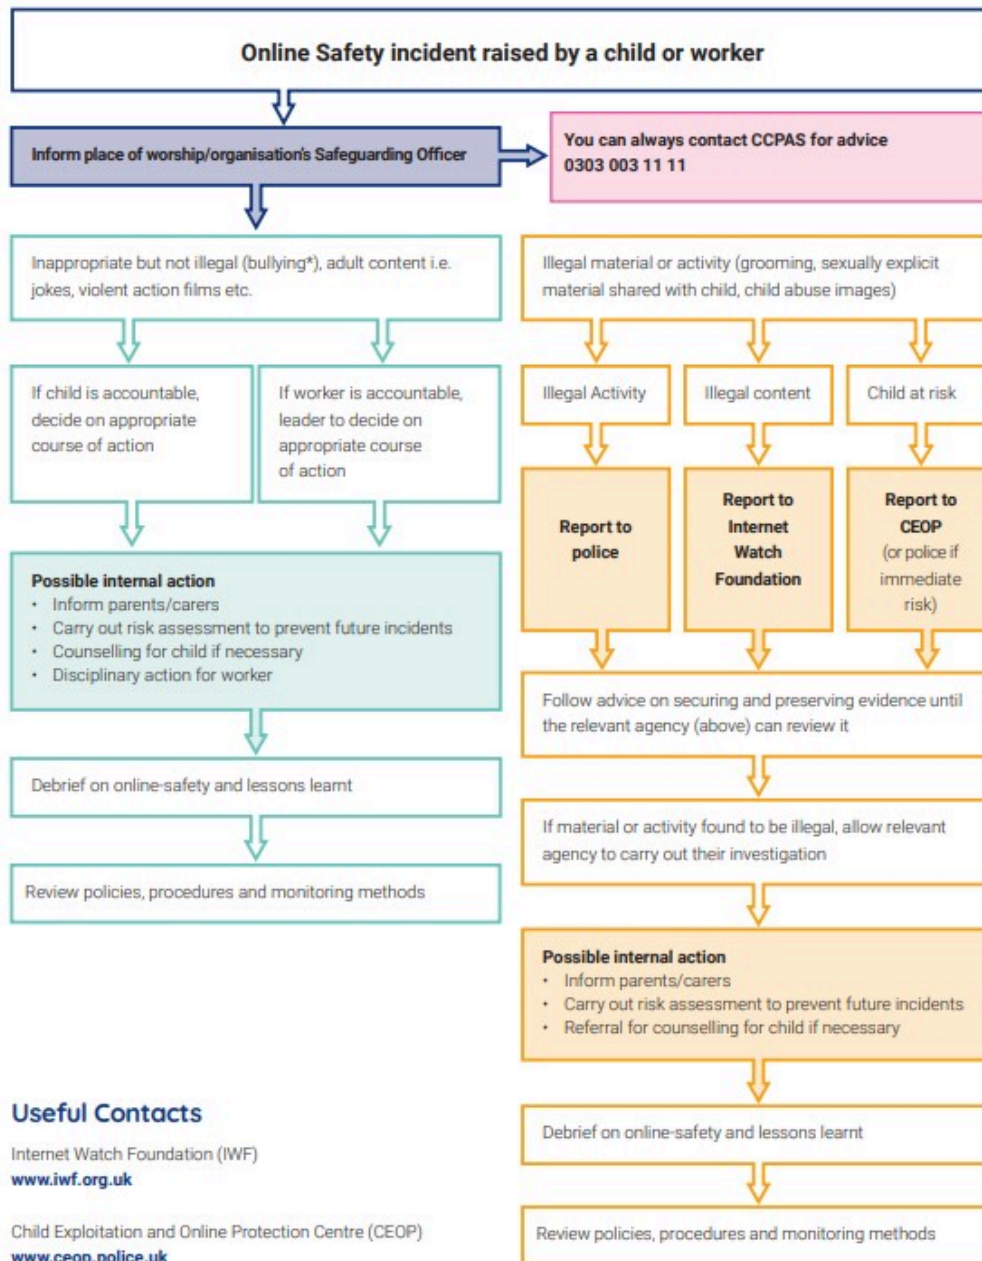 Online Safety incident raised by a child or worker
Inform place of worship/organisation's Safeguarding Officer
You can always contact CCPAS for advice
0303 003 11 11
Inappropriate but not illegal (bullying*), adult content i.e.
jokes, violent action films etc.
If child is accountable,
decide on appropriate
course of action
If worker is accountable,
leader to decide on
appropriate course
of action
Possible internal action
• Inform parents/carers
• Carry out risk assessment to prevent future incidents
• Counselling for child if necessary
• Disciplinary action for worker
Debrief on online-safety and lessons learnt
Review policies, procedures and monitoring methods
Illegal material or activity (grooming, sexually explicit
material shared with child, child abuse images)
Illegal Activity
Illegal content
Child at risk
Report to
police
Report to
Internet
Watch
Foundation
Report to
CEOP
(or police if
immediate
risk)
Follow advice on securing and preserving evidence until
the relevant agency (above) can review it
If material or activity found to be illegal, allow relevant
agency to carry out their investigation
Possible internal action
• Inform parents/carers
• Carry out risk assessment to prevent future incidents
• Referral for counselling for child if necessary
Debrief on online-safety and lessons learnt
Review policies, procedures and monitoring methods
Useful Contacts
Internet Watch Foundation (IWF)
www.iwf.org.uk
Child Exploitation and Online Protection Centre (CEOP)
www.ceop.police.uk